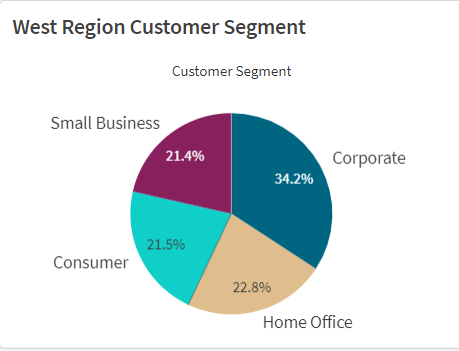 West Region Customer Segment
Customer Segment
Small Business
21.4%
34.2%
Corporate
21.5%
Consumer
22.8%
Home Office